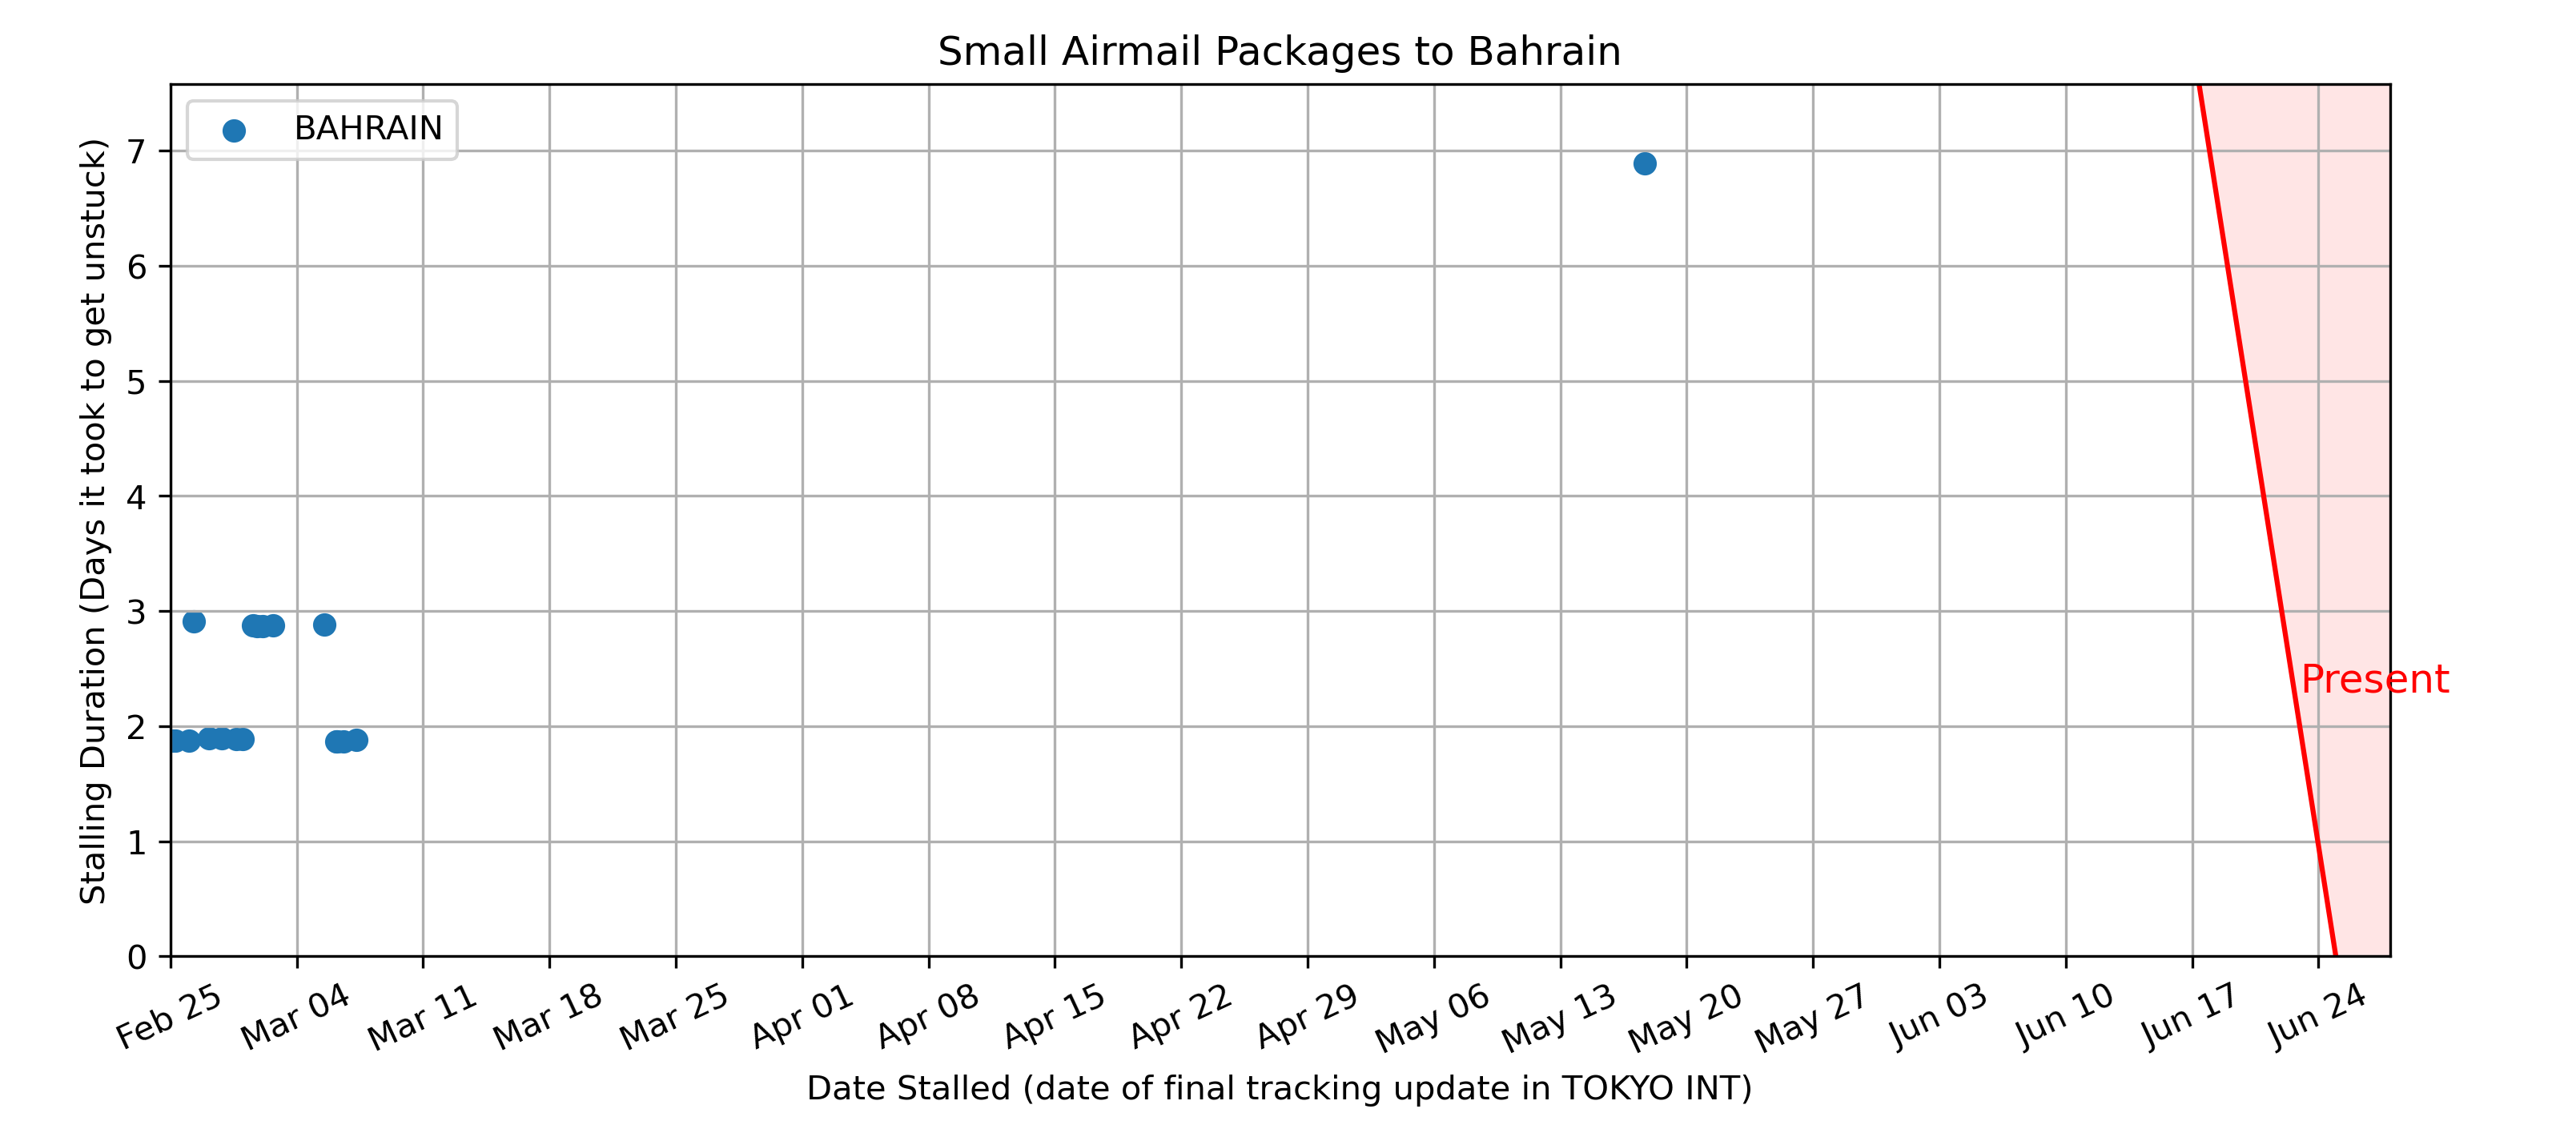 Small Airmail Packages to Bahrain
BAHRAIN
Stalling Duration (Days it took to get unstuck)
7
6
5
4
3
2
1
0
Present
Feb 25
Mar 04
Mar 11
Mar 18
Mar 25
Apr 01
Apr 08
Apr 15
Apr 22
Apr 29
May 06
May 13
May 20
May 27
Jun 03
Jun 10
Jun 17
Jun 24
Date Stalled (date of final tracking update in TOKYO INT)